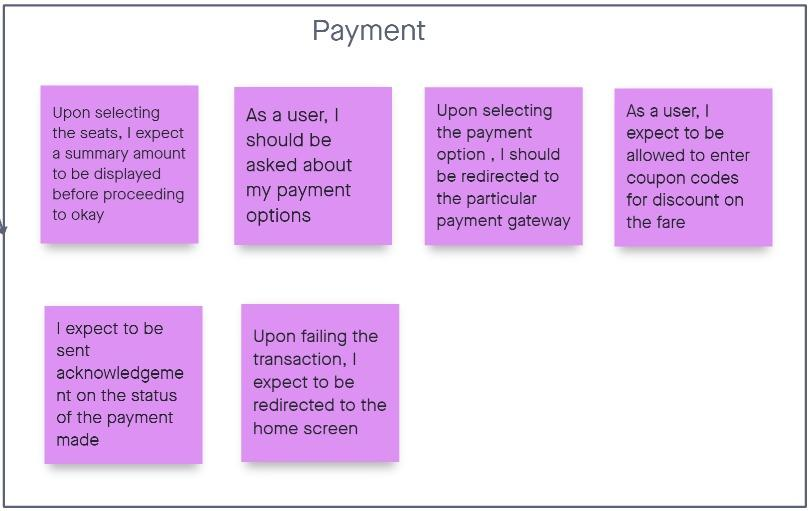 Payment
Upon selecting
the seats, I expect
a summary amount
to be displayed
before proceeding
to okay
As a user, I
should be
asked about
my payment
options
Upon selecting
the payment
option , I should
be redirected to
the particular
payment gateway
As a user, I
expect to be
allowed to enter
coupon codes
for discount on
the fare
I expect to be
sent
acknowledgeme
nt on the status
of the payment
made
Upon failing the
transaction, I
expect to be
redirected to the
home screen